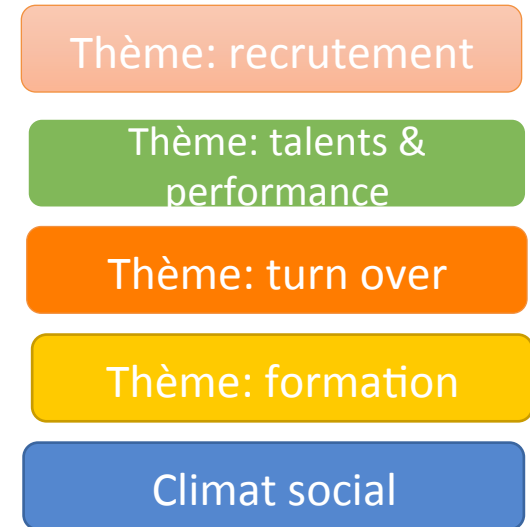 Thème: recrutement
Thème: talents &
performance
Thème: turn over
Thème: formation
Climat social